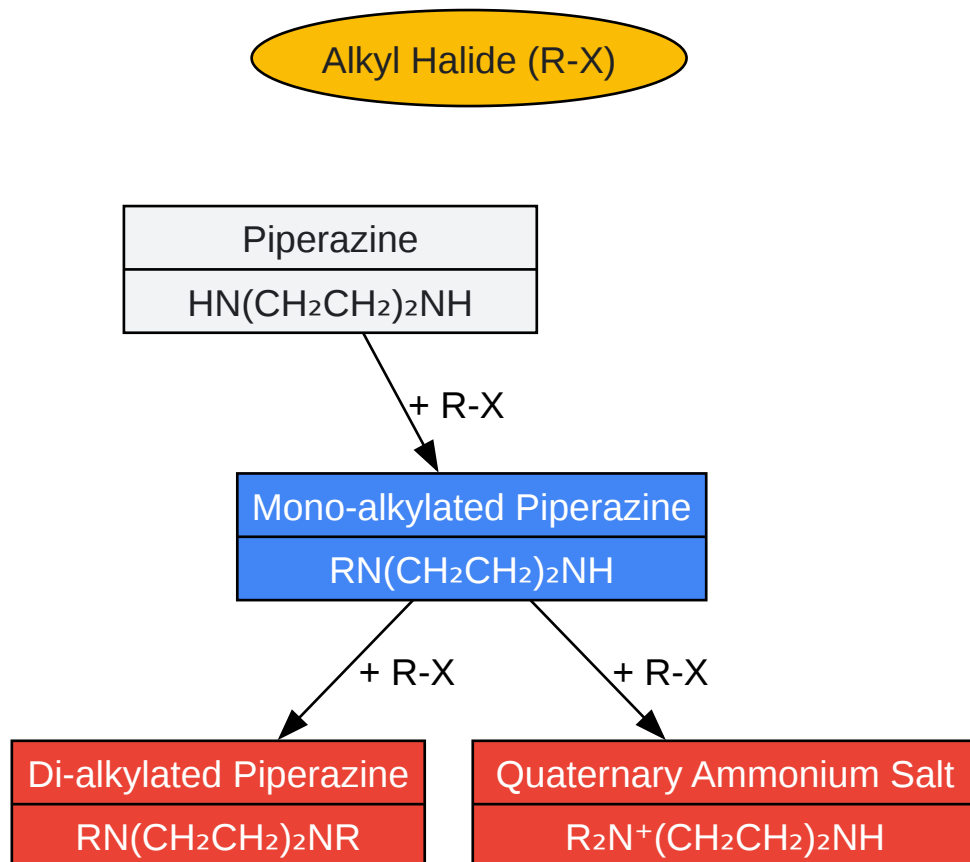 Alkyl Halide (R-X)
Piperazine
HN(CH₂CH₂)₂NH
+ R-X
Mono-alkylated Piperazine
RN(CH₂CH₂)₂NH
+ R-X
+ R-X
Di-alkylated Piperazine
RN(CH₂CH₂)₂NR
Quaternary Ammonium Salt
R₂N⁺(CH₂CH₂)₂NH